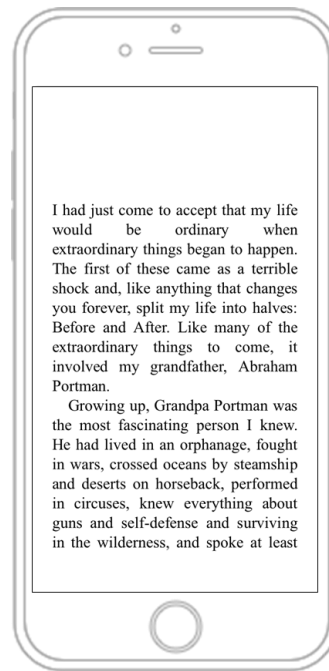 I had just come to accept that my life
would be ordinary when
extraordinary things began to happen.
The first of these came as a terrible
shock and, like anything that changes
you forever, split my life into halves:
Before and After. Like many of the
extraordinary things to come, it
involved my grandfather, Abraham
Portman.
Growing up, Grandpa Portman was
the most fascinating person I knew.
He had lived in an orphanage, fought
in wars, crossed oceans by steamship
and deserts on horseback, performed
in circuses, knew everything about
guns and self-defense and surviving
in the wilderness, and spoke at least